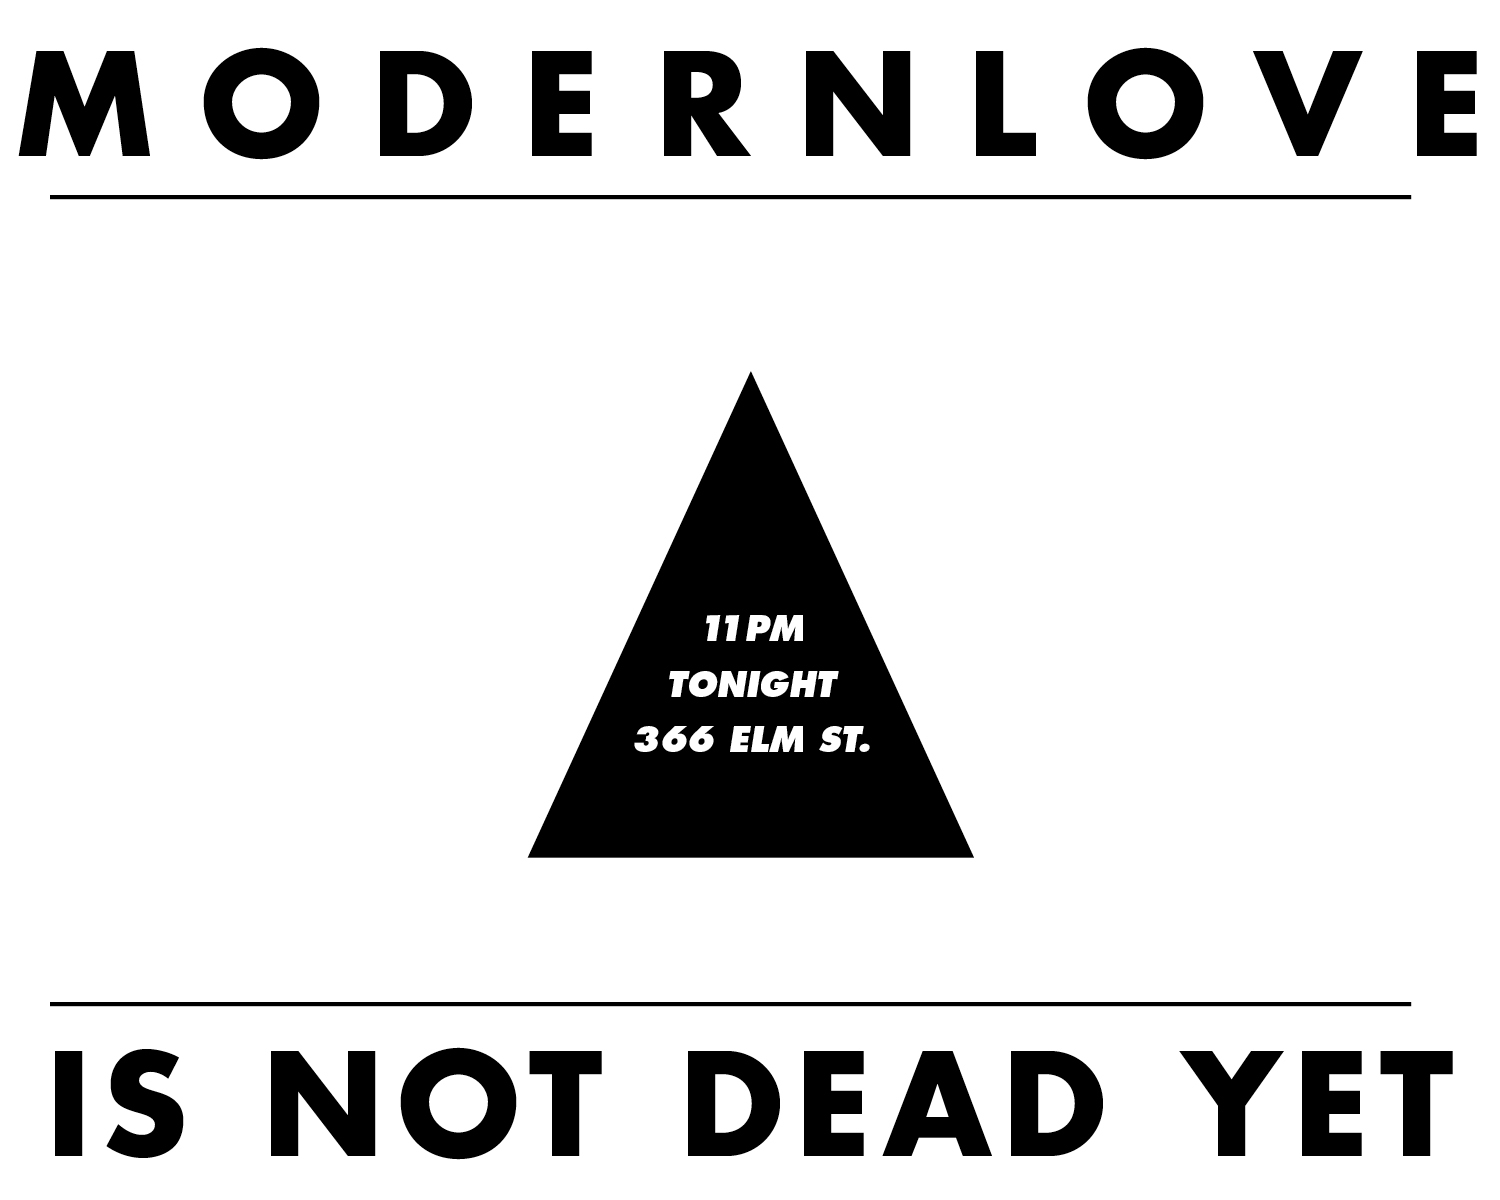 MODERNLOVE
11PM
TONIGHT
366 ELM ST.
IS NOT DEAD YET